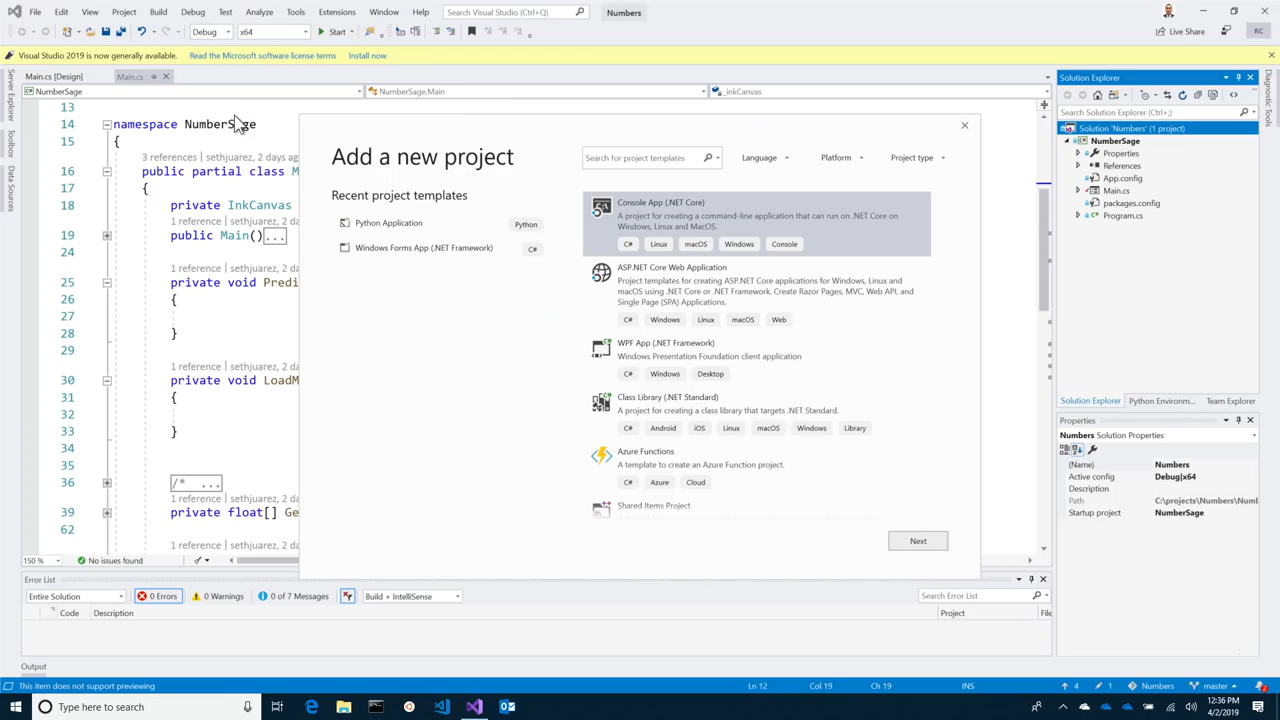 File Edit View Project Build Debug Test Analyze Tools Extensions Window Help Search Visual Studio (Ctrl+Q) Numbers
Debug x64 Start Live Share RC
Visual Studio 2019 is now generally available. Read the Microsoft software license terms Install now
Main.cs [Design] Main.cs
NumberSage NumberSage.Main _inkCanvas
13
14 namespace NumberSage
15 {
3 references | sethjuarez, 2 days ag
16 public partial class M
17 {
18 private InkCanvas
1 reference | sethjuarez, 2 days
19 public Main()...
24
1 reference | sethjuarez, 2 days
25 private void Predi
26 {
27
28 }
29
1 reference | sethjuarez, 2 days
30 private void LoadM
31 {
32
33 }
34
35
36 /* ...
1 reference | sethjuarez, 2 days
39 private float[] Ge
62
1 reference | sethjuarez, 2 days
150 % No issues found
Add a new project
Recent project templates
Python Application Python
Windows Forms App (.NET Framework) C#
Search for project templates Language Platform Project type
Console App (.NET Core)
A project for creating a command-line application that can run on .NET Core on
Windows, Linux and MacOS.
C# Linux macOS Windows Console
ASP.NET Core Web Application
Project templates for creating ASP.NET Core applications for Windows, Linux and
macOS using .NET Core or .NET Framework. Create Razor Pages, MVC, Web API, and
Single Page (SPA) Applications.
C# Windows Linux macOS Web
WPF App (.NET Framework)
Windows Presentation Foundation client application
C# Windows Desktop
Class Library (.NET Standard)
A project for creating a class library that targets .NET Standard.
C# Android iOS Linux macOS Windows Library
Azure Functions
A template to create an Azure Function project.
C# Azure Cloud
Shared Items Project
Next
Server Explorer
Toolbox
Data Sources
Solution Explorer
Search Solution Explorer (Ctrl+;)
Solution 'Numbers' (1 project)
NumberSage
Properties
References
App.config
Main.cs
packages.config
Program.cs
Solution Explorer Python Environm... Team Explorer
Properties
Numbers Solution Properties
(Name) Numbers
Active config Debug|x64
Description
Path C:\projects\Numbers\Numb
Startup project NumberSage
Diagnostic Tools
Error List
Entire Solution 0 Errors 0 Warnings 0 of 7 Messages Build + IntelliSense Search Error List
Code Description Project File
Output
This item does not support previewing Ln 12 Col 19 Ch 19 INS 4 1 Numbers master 2
Type here to search
12:36 PM
4/2/2019